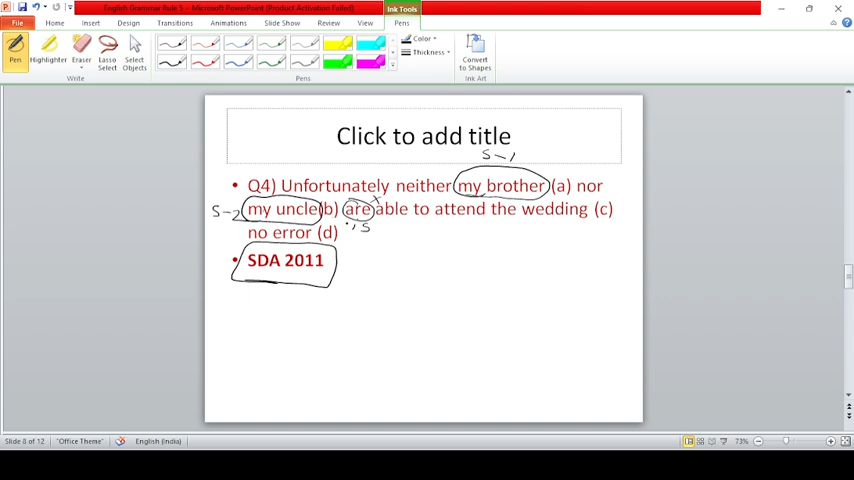 English Grammar Rule 5 - Microsoft PowerPoint (Product Activation Failed)
Ink Tools
File Home Insert Design Transitions Animations Slide Show Review View Pens
Pen
Highlighter
Eraser
Lasso Select
Select Objects
Color
Thickness
Convert to Shapes
Write
Pens
Ink Art
Click to add title
S-1
• Q4) Unfortunately neither my brother (a) nor
S-2 my uncle(b) are able to attend the wedding (c)
is
no error (d)
• SDA 2011
Slide 8 of 12 "Office Theme" English (India) 73%